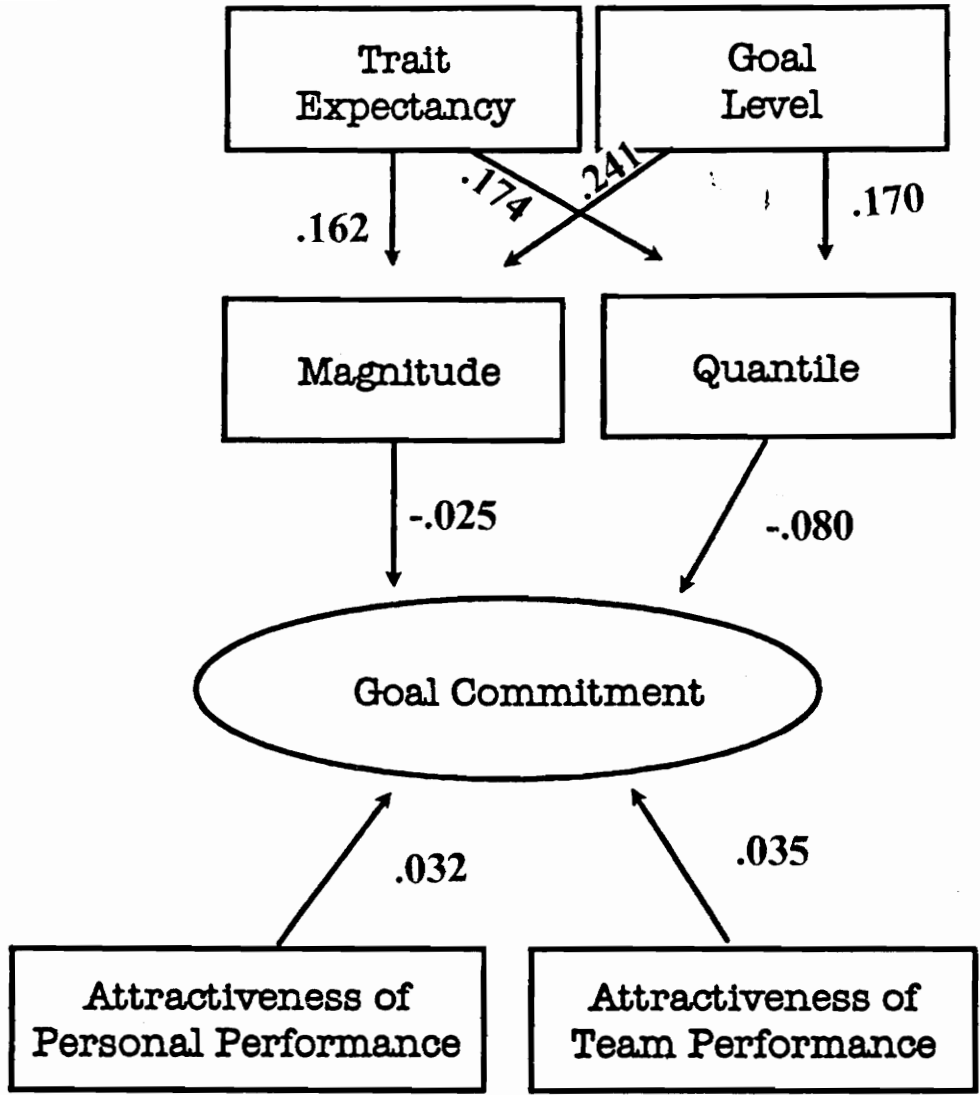 Trait
Expectancy
Goal
Level
.162
.174
.241
.170
Magnitude
Quantile
-.025
-.080
Goal Commitment
.032
.035
Attractiveness of
Personal Performance
Attractiveness of
Team Performance